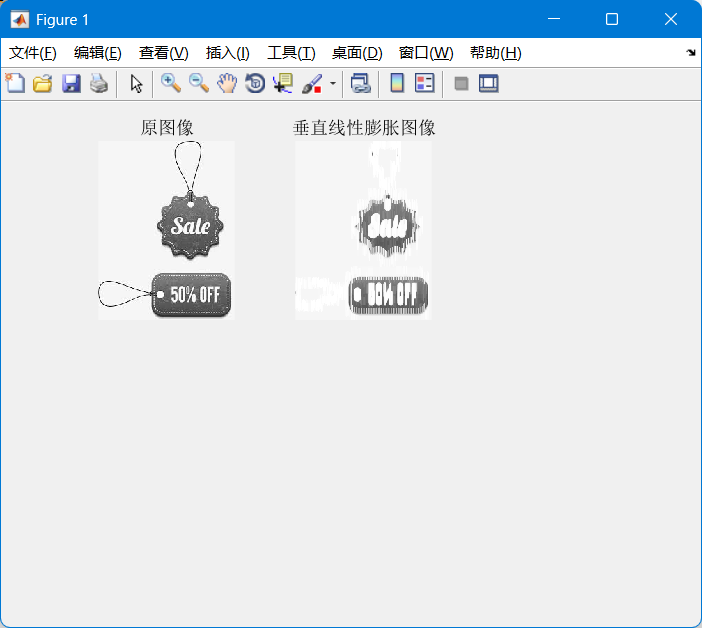 Figure 1
文件(F) 编辑(E) 查看(V) 插入(I) 工具(T) 桌面(D) 窗口(W) 帮助(H)
原图像 垂直线性膨胀图像
Sale Sale
50% OFF 50% OFF